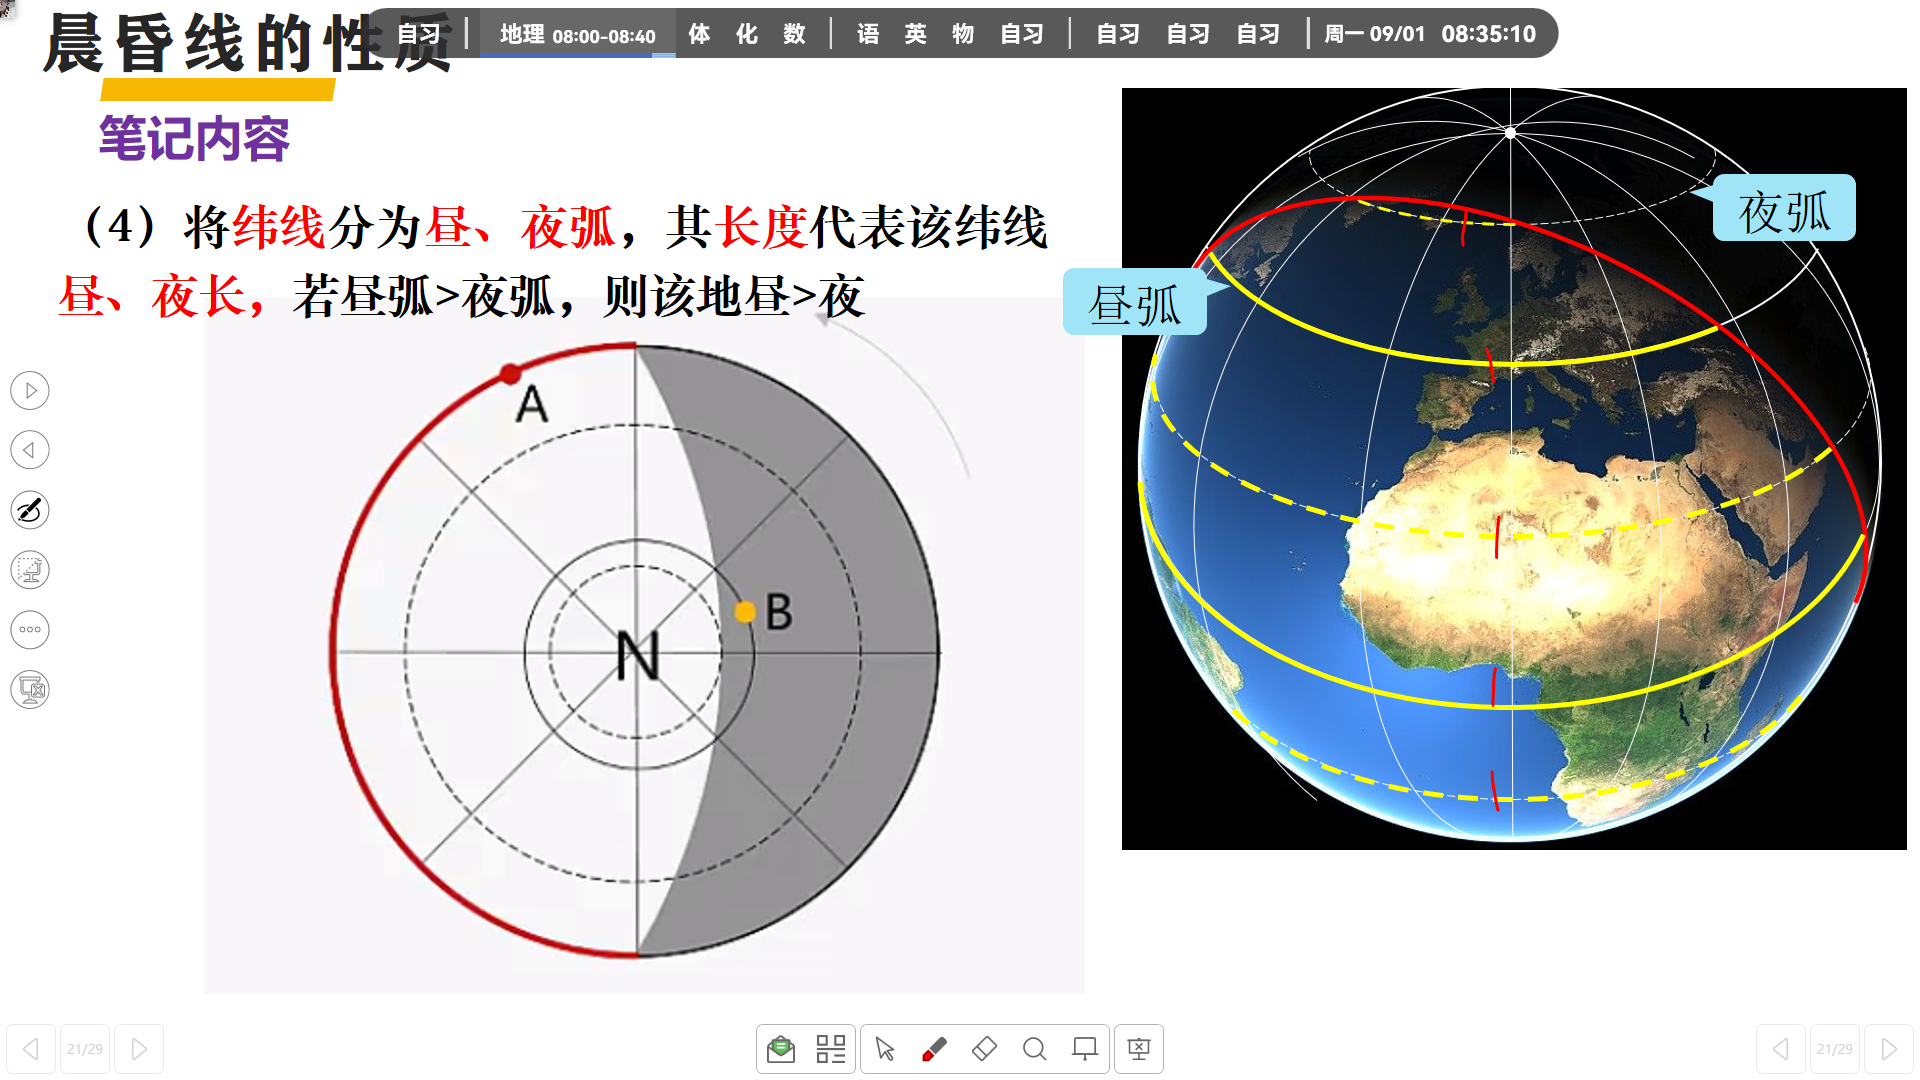 晨昏线的性质
自习 | 地理 08:00-08:40 体 化 数 | 语 英 物 自习 | 自习 自习 自习 | 周一 09/01 08:35:10
笔记内容
（4）将纬线分为昼、夜弧，其长度代表该纬线
昼、夜长，若昼弧>夜弧，则该地昼>夜
夜弧
昼弧
A
B
N
21/29
21/29